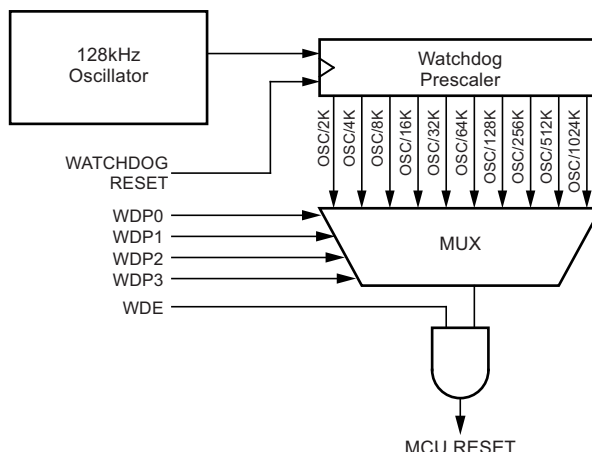 128kHz
Oscillator
Watchdog
Prescaler
OSC/2K
OSC/4K
OSC/8K
OSC/16K
OSC/32K
OSC/64K
OSC/128K
OSC/256K
OSC/512K
OSC/1024K
WATCHDOG
RESET
WDP0
WDP1
WDP2
WDP3
WDE
MUX
MCU RESET